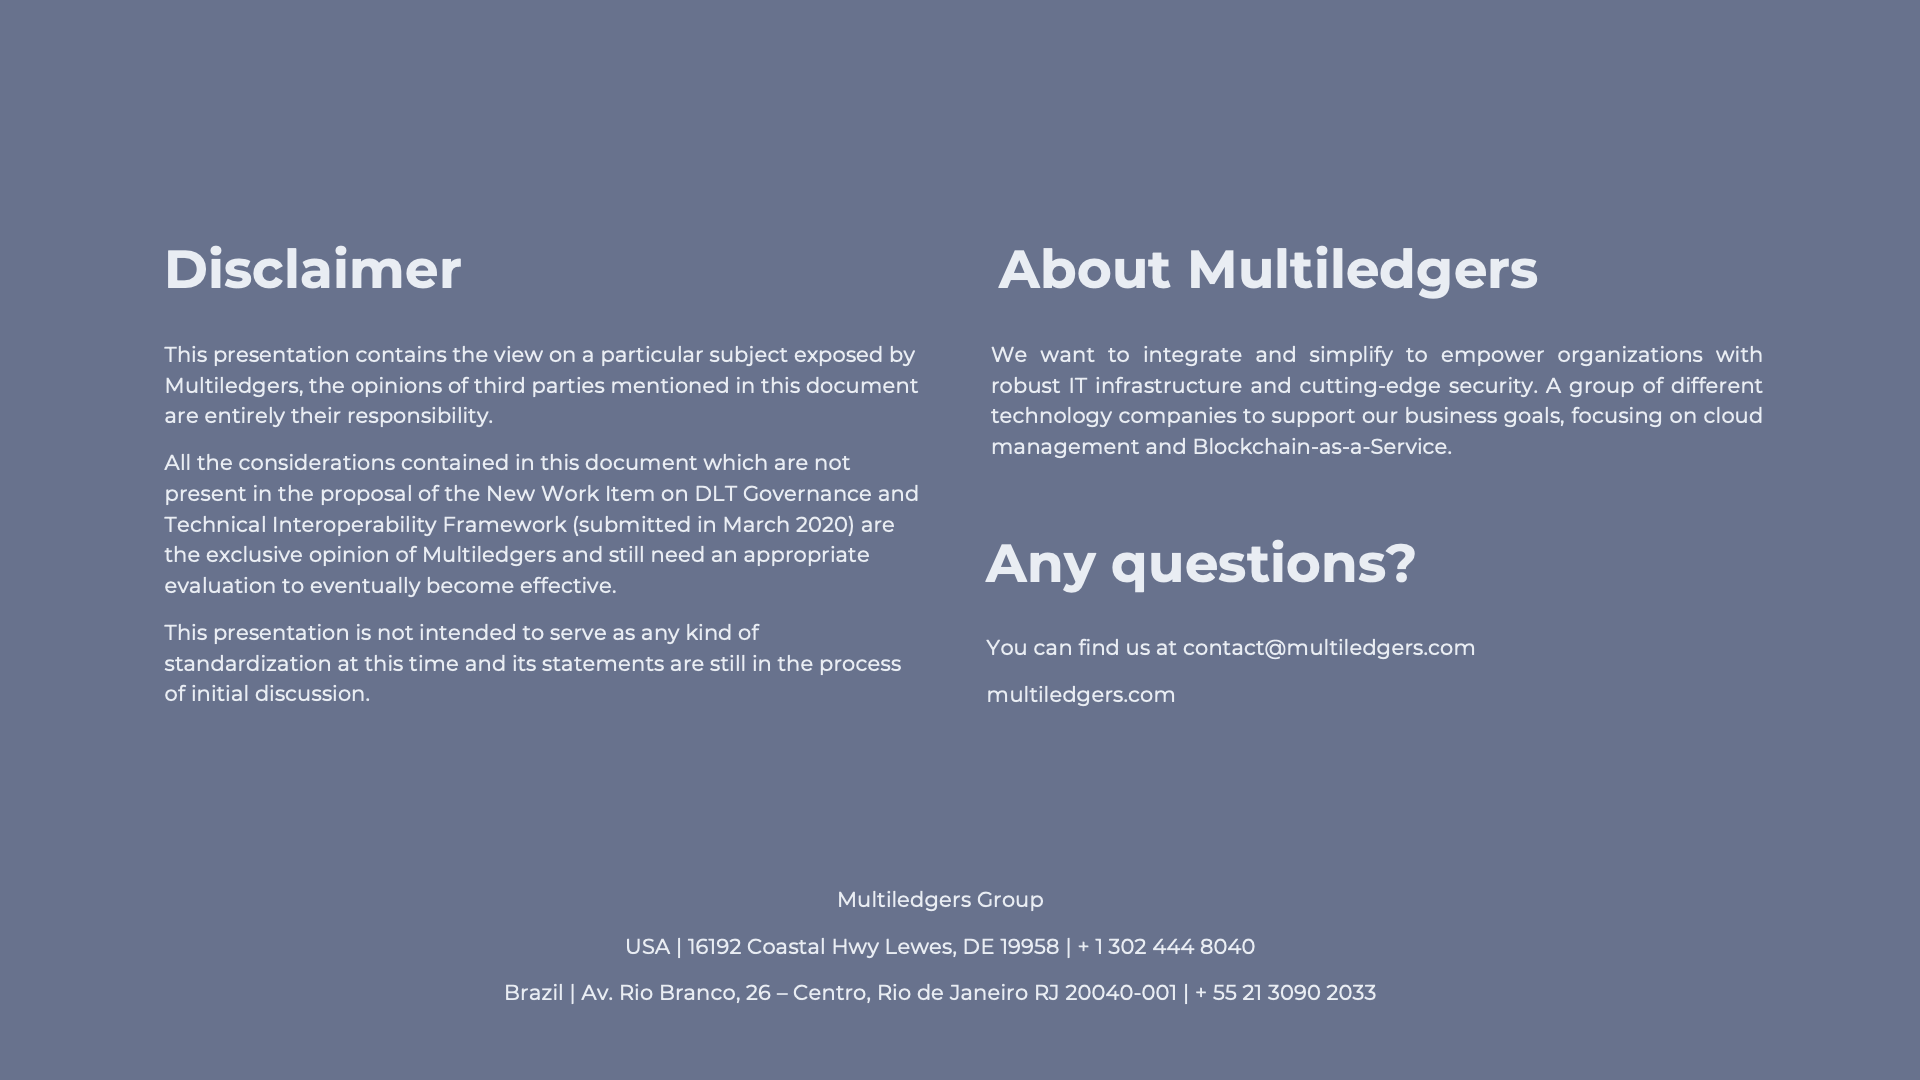 Disclaimer
This presentation contains the view on a particular subject exposed by
Multiledgers, the opinions of third parties mentioned in this document
are entirely their responsibility.
All the considerations contained in this document which are not
present in the proposal of the New Work Item on DLT Governance and
Technical Interoperability Framework (submitted in March 2020) are
the exclusive opinion of Multiledgers and still need an appropriate
evaluation to eventually become effective.
This presentation is not intended to serve as any kind of
standardization at this time and its statements are still in the process
of initial discussion.
About Multiledgers
We want to integrate and simplify to empower organizations with
robust IT infrastructure and cutting-edge security. A group of different
technology companies to support our business goals, focusing on cloud
management and Blockchain-as-a-Service.
Any questions?
You can find us at contact@multiledgers.com
multiledgers.com
Multiledgers Group
USA | 16192 Coastal Hwy Lewes, DE 19958 | + 1 302 444 8040
Brazil | Av. Rio Branco, 26 – Centro, Rio de Janeiro RJ 20040-001 | + 55 21 3090 2033